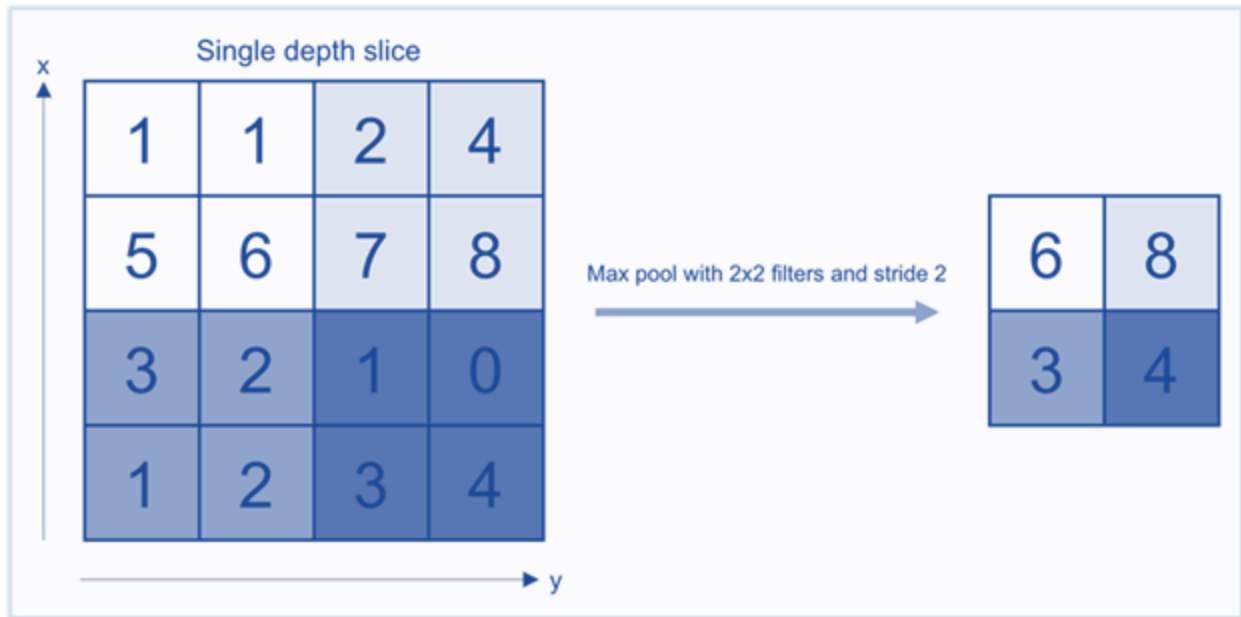 Single depth slice
x
1 1 2 4
5 6 7 8
3 2 1 0
1 2 3 4
y
Max pool with 2x2 filters and stride 2
6 8
3 4